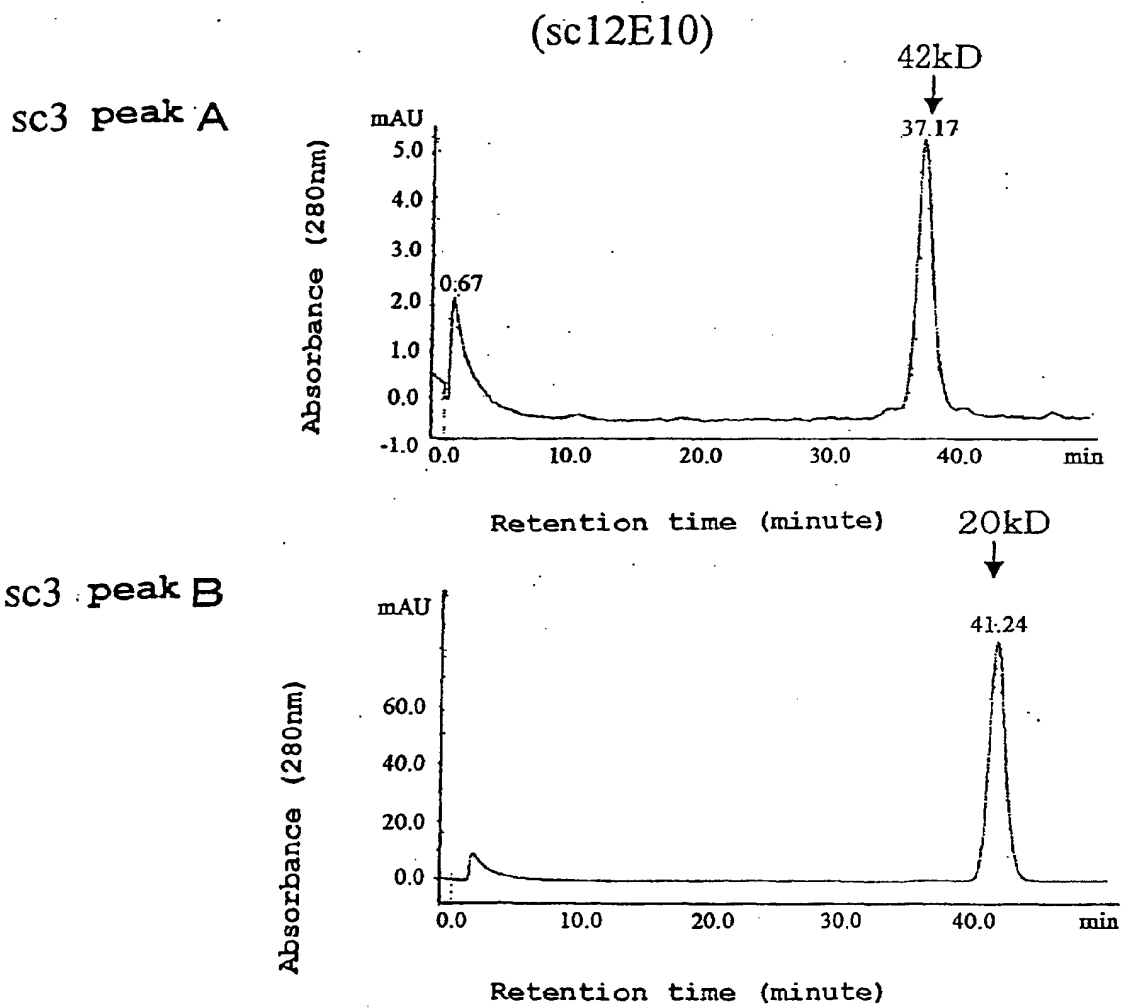 (sc12E10)
sc3 peak A
42kD
mAU
37.17
5.0
4.0
3.0
0.67
2.0
1.0
0.0
-1.0
Absorbance (280nm)
0.0 10.0 20.0 30.0 40.0 min
Retention time (minute)
sc3 peak B
20kD
mAU
41.24
60.0
40.0
20.0
0.0
Absorbance (280nm)
0.0 10.0 20.0 30.0 40.0 min
Retention time (minute)